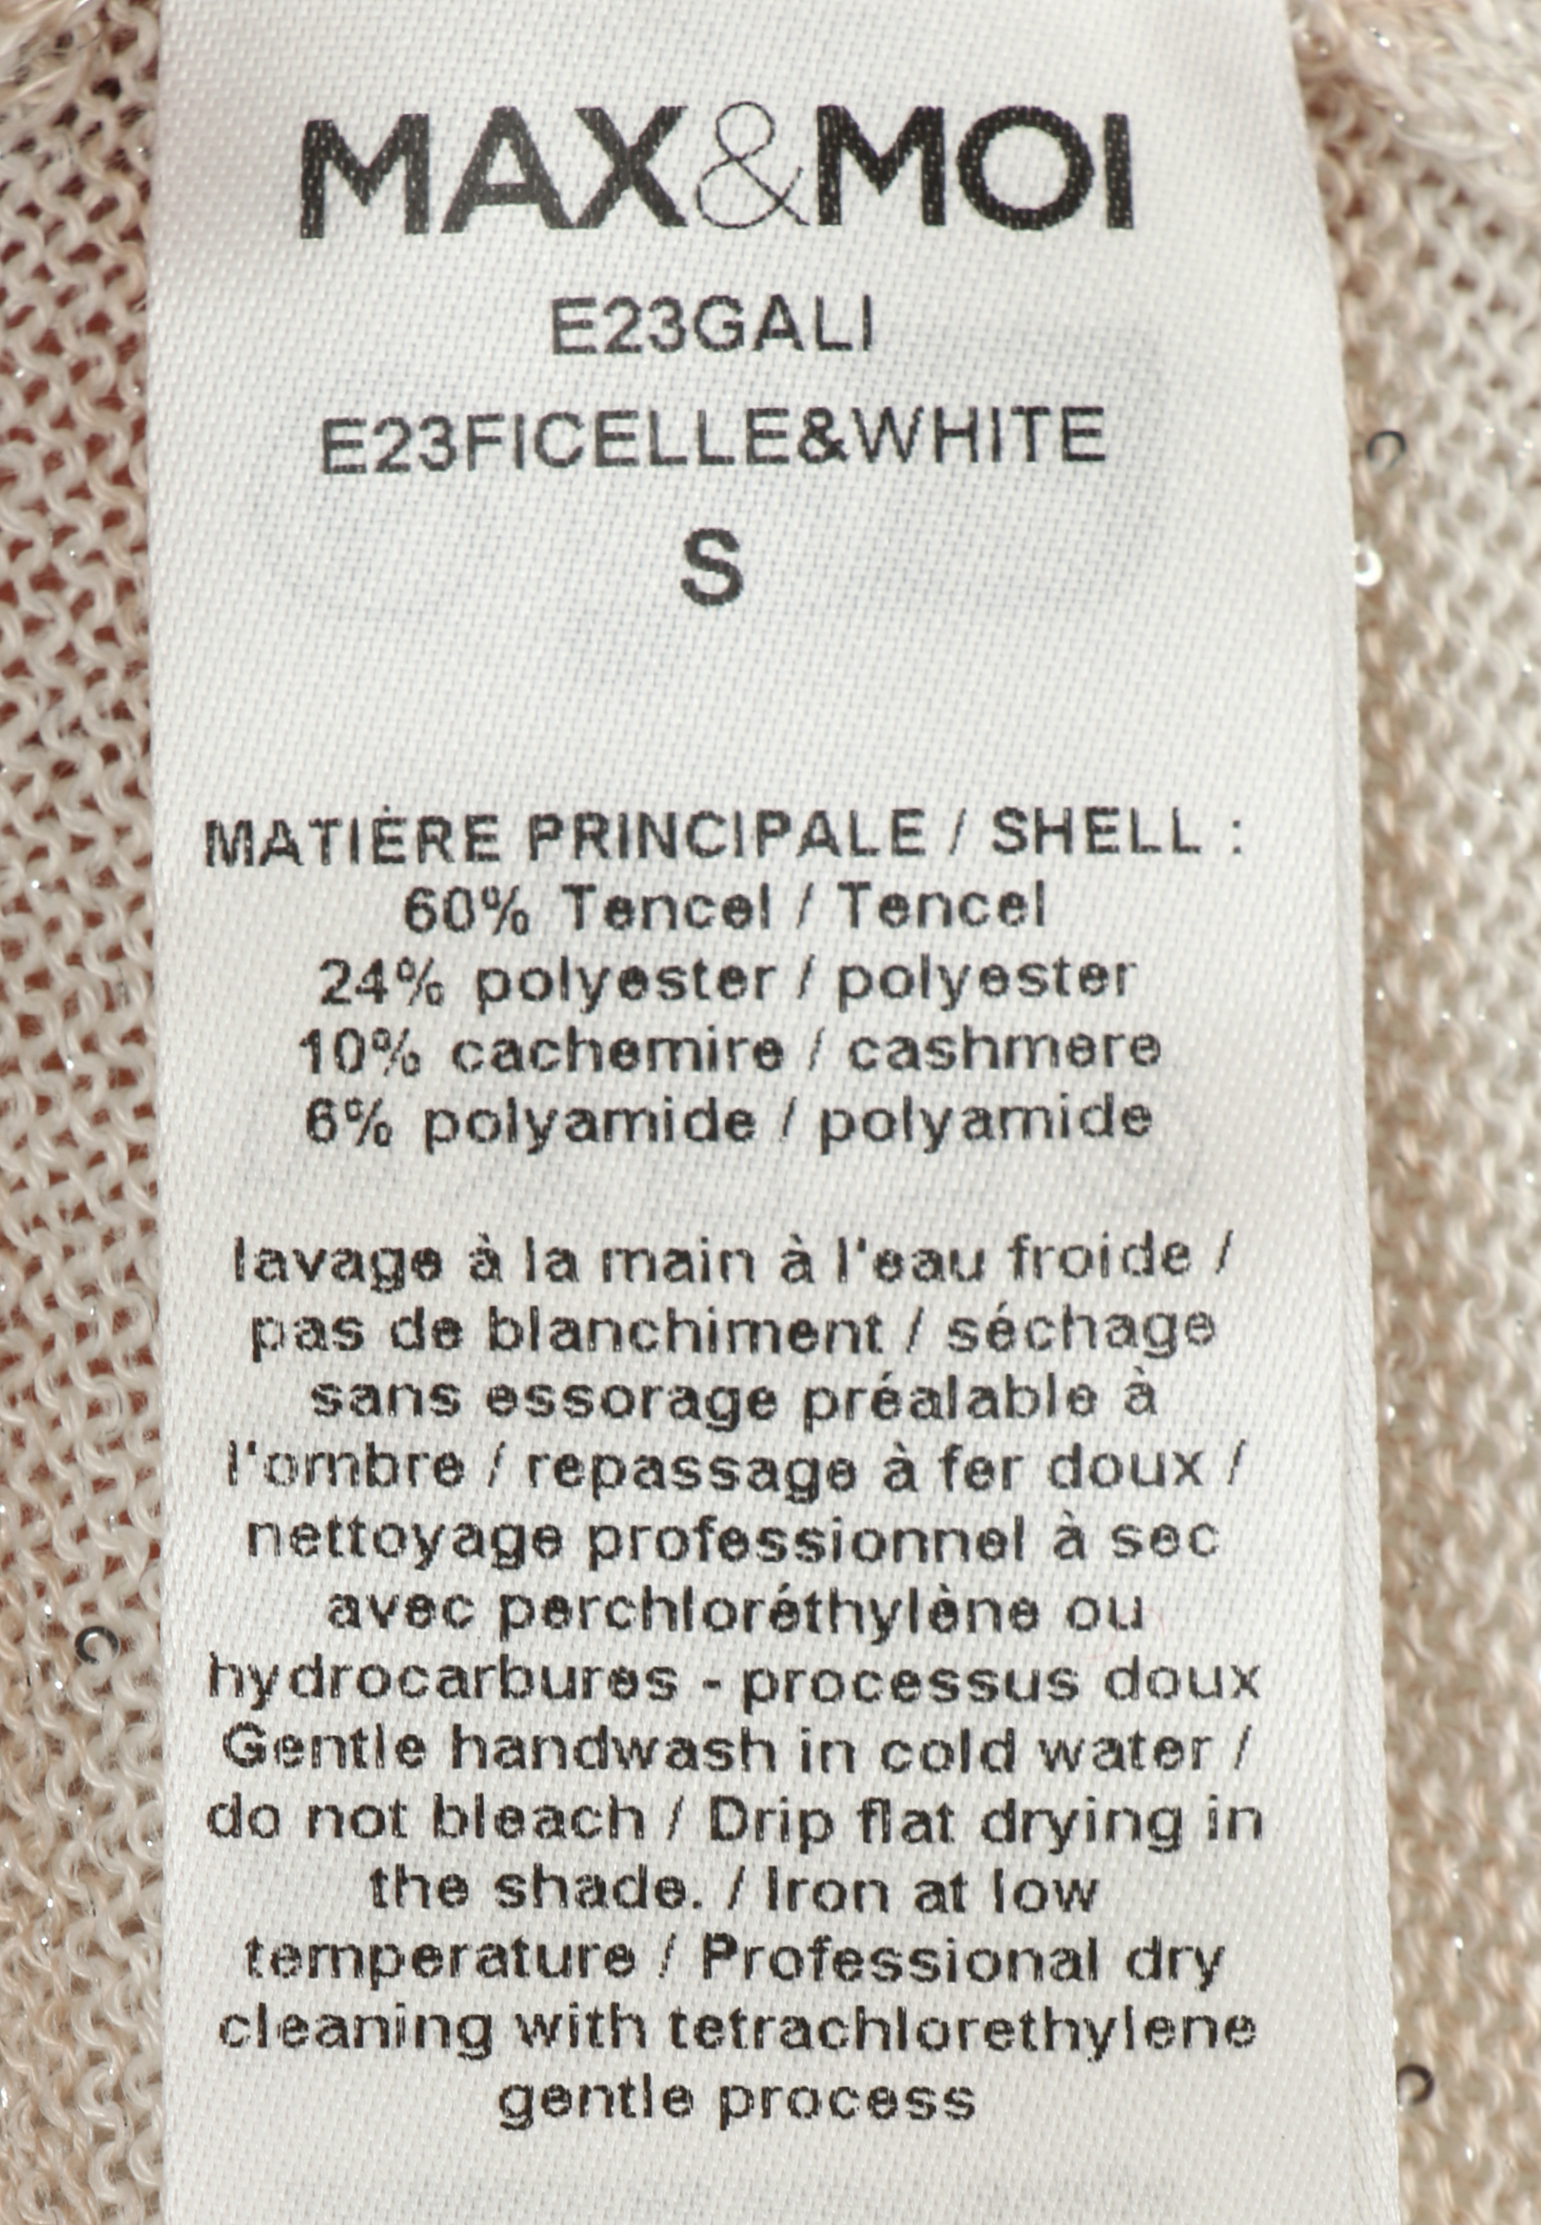 MAX&MOI
E23GALI
E23FICELLE&WHITE
S
MATIÈRE PRINCIPALE / SHELL :
60% Tencel / Tencel
24% polyester / polyester
10% cachemire / cashmere
6% polyamide / polyamide
lavage à la main à l'eau froide /
pas de blanchiment / séchage
sans essorage préalable à
l'ombre / repassage à fer doux /
nettoyage professionnel à sec
avec perchloréthylène ou
hydrocarbures - processus doux
Gentle handwash in cold water /
do not bleach / Drip flat drying in
the shade. / Iron at low
temperature / Professional dry
cleaning with tetrachlorethylene
gentle process